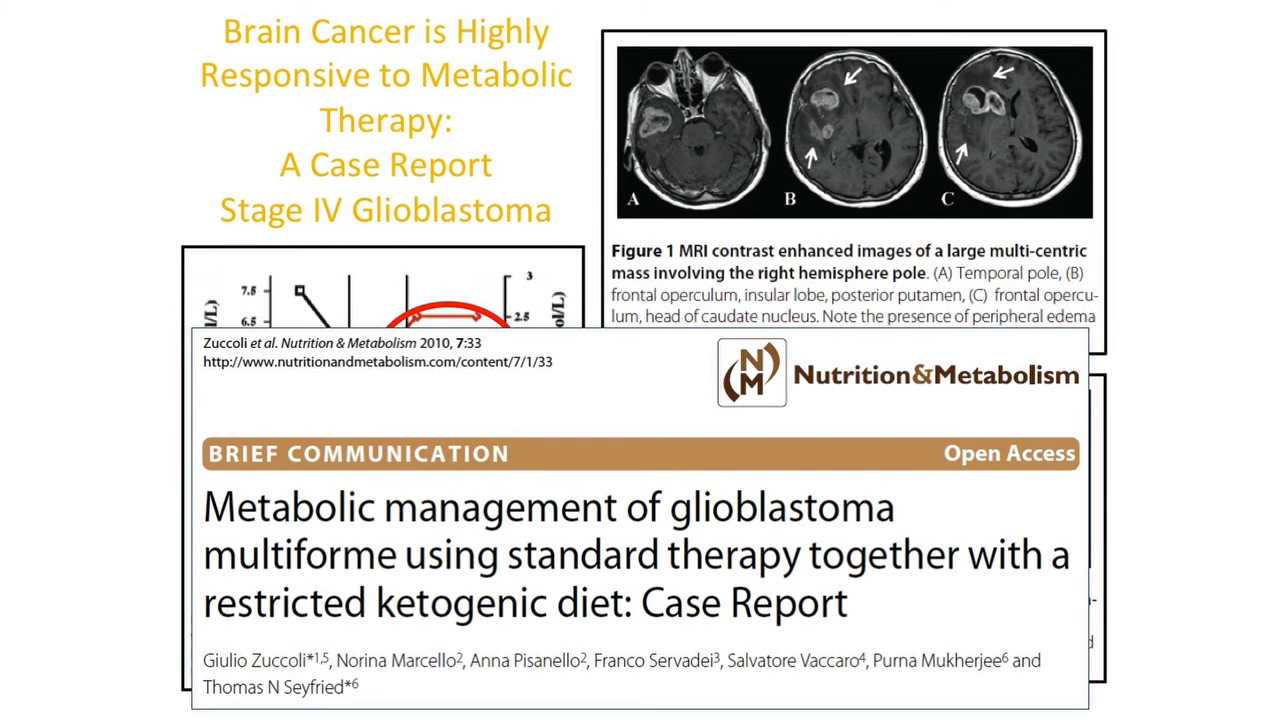 Brain Cancer is Highly
Responsive to Metabolic
Therapy:
A Case Report
Stage IV Glioblastoma
A
B
C
Figure 1 MRI contrast enhanced images of a large multi-centric
mass involving the right hemisphere pole. (A) Temporal pole, (B)
frontal operculum, insular lobe, posterior putamen, (C) frontal opercu-
lum, head of caudate nucleus. Note the presence of peripheral edema
7.5
6.5
3
2.5
Zuccoli et al. Nutrition & Metabolism 2010, 7:33
http://www.nutritionandmetabolism.com/content/7/1/33
NM
Nutrition&Metabolism
BRIEF COMMUNICATION
Open Access
Metabolic management of glioblastoma
multiforme using standard therapy together with a
restricted ketogenic diet: Case Report
Giulio Zuccoli*1,5, Norina Marcello2, Anna Pisanello2, Franco Servadei3, Salvatore Vaccaro4, Purna Mukherjee6 and
Thomas N Seyfried*6